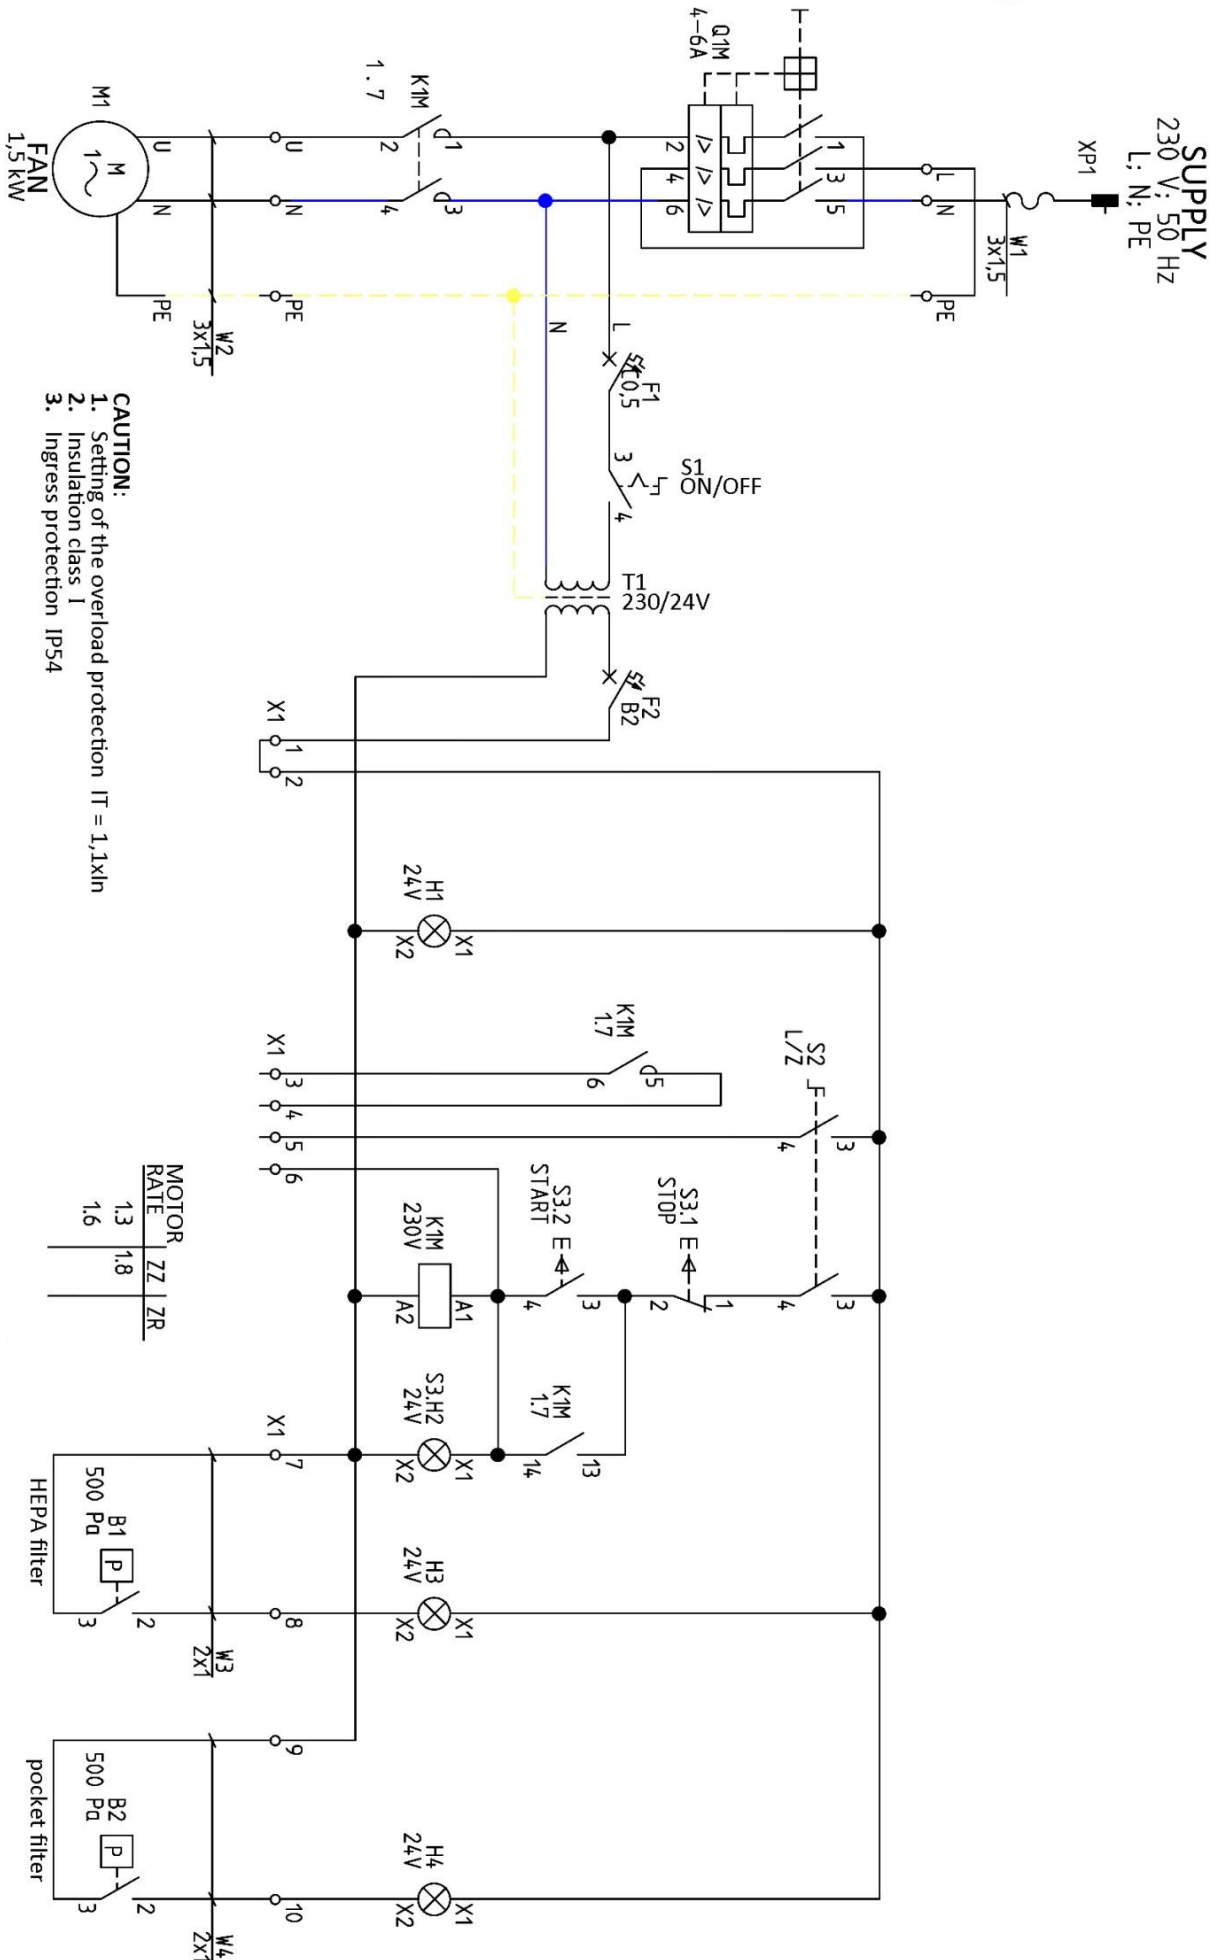 SUPPLY
230 V; 50 Hz
L; N; PE
XP1
W1
3x1,5
L
N
PE
Q1M
4–6A
1
3
5
2
4
6
I>
I>
I>
K1M
1.7
1
2
3
4
U
N
PE
W2
3x1,5
U
N
PE
M1
M
1
FAN
1,5 kW
L
N
F1
C0,5
S1
ON/OFF
3
4
T1
230/24V
F2
B2
X1
1
2
CAUTION:
1. Setting of the overload protection IT = 1,1xIn
2. Insulation class I
3. Ingress protection IP54
H1
24V
X1
X2
K1M
1.7
5
6
X1
3
4
5
6
S2
L/Z
3
4
3
4
S3.1
STOP
1
2
S3.2
START
3
4
K1M
230V
A1
A2
MOTOR
RATE
ZZ
ZR
1.3
1.8
1.6
K1M
1.7
13
14
S3.H2
24V
X1
X2
X1
7
H3
24V
X1
X2
8
W3
2x1
B1
500 Pa
P
2
3
HEPA filter
9
H4
24V
X1
X2
10
W4
2x1
B2
500 Pa
P
2
3
pocket filter